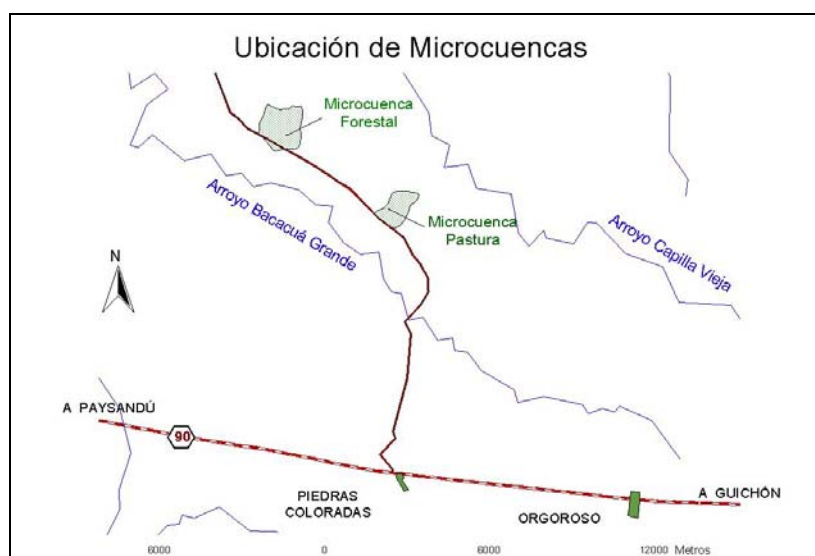 Ubicación de Microcuencas
Microcuenca
Forestal
Arroyo Bacacuá Grande
Microcuenca
Pastura
Arroyo Capilla Vieja
N
A PAYSANDÚ
90
PIEDRAS
COLORADAS
ORGOROSO
A GUICHÓN
6000 0 6000 12000 Metros